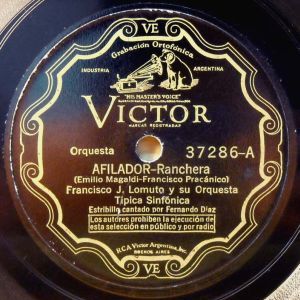 VE
Grabación Ortofónica
INDUSTRIA ARGENTINA
"HIS MASTER'S VOICE"
VICTOR
MARCAS REGISTRADAS
Orquesta 37286-A
AFILADOR-Ranchera
(Emilio Magaldi-Francisco Pracánico)
Francisco J. Lomuto y su Orquesta
Típica Sinfónica
Estribillo cantado por Fernando Díaz
Los autores prohiben la ejecución de
esta selección en público y por radio
RCA Victor Argentina, Inc.
BUENOS AIRES
VE